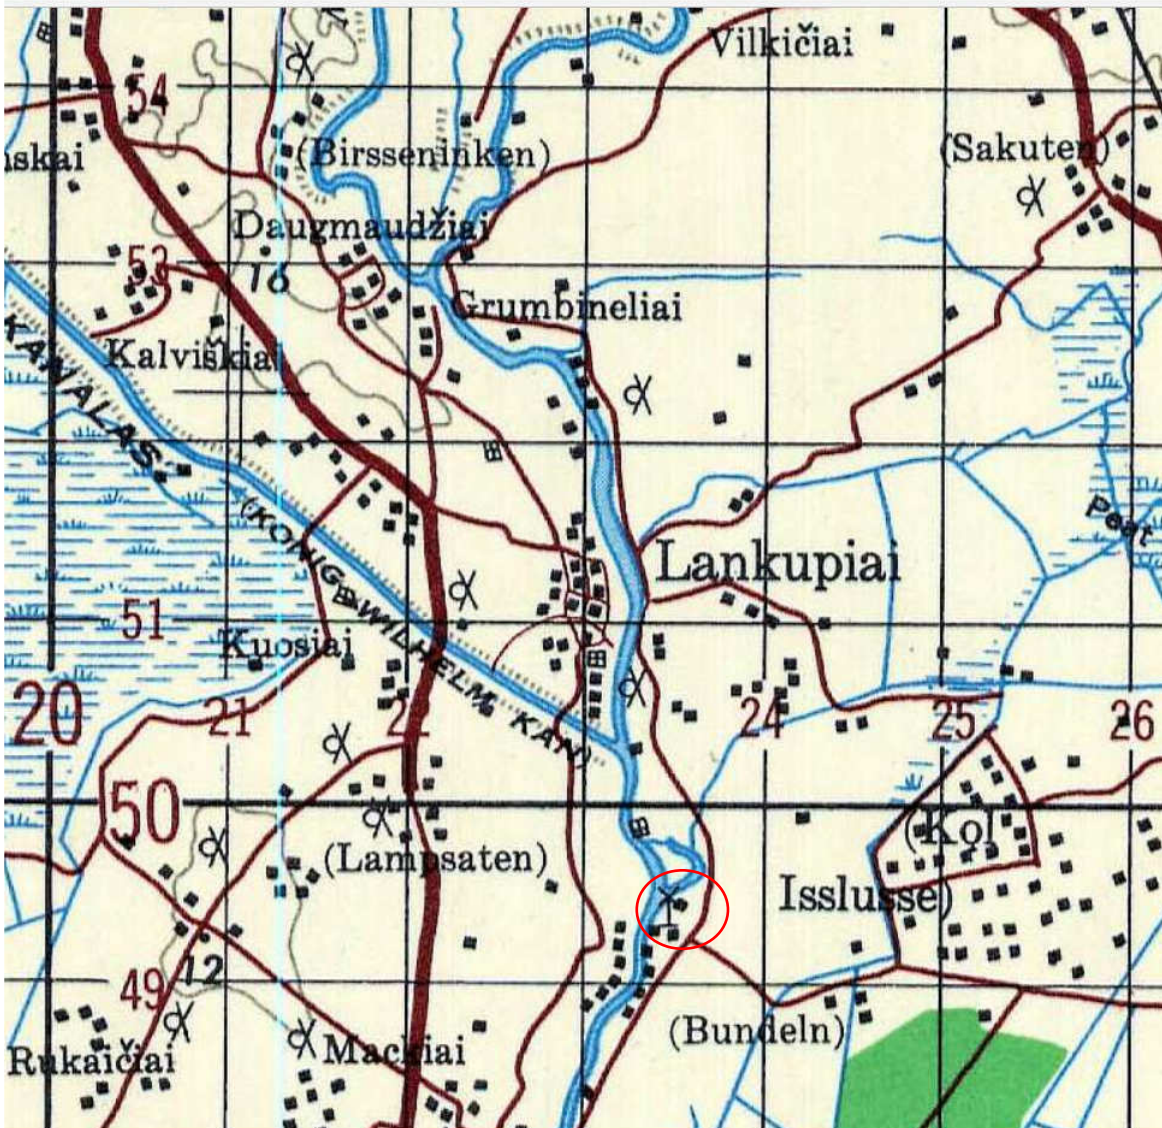 Vilkičiai
54
(Birsseninken)
(Sakuten)
skai
Daugmaudžiai
53
16
Grumbineliai
Kalviškiai
KANALAS
(KONIG WILHELM KAN)
Peat
Lankupiai
51
Kuosiai
20
21
22
24
25
26
50
(Kol
(Lampsaten)
Isslusse)
12
49
(Bundeln)
Rukaičiai
Mackiai